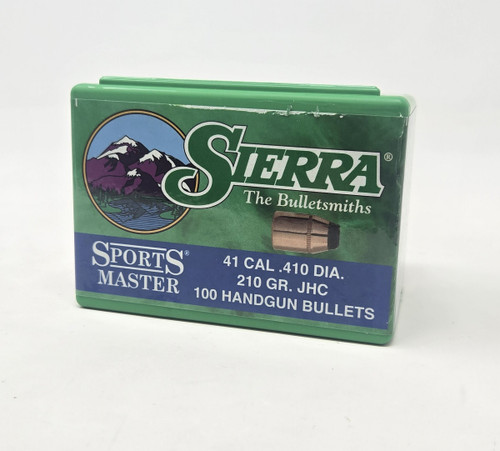 SIERRA®
The Bulletsmiths
SPORTS®
MASTER
41 CAL .410 DIA.
210 GR. JHC
100 HANDGUN BULLETS